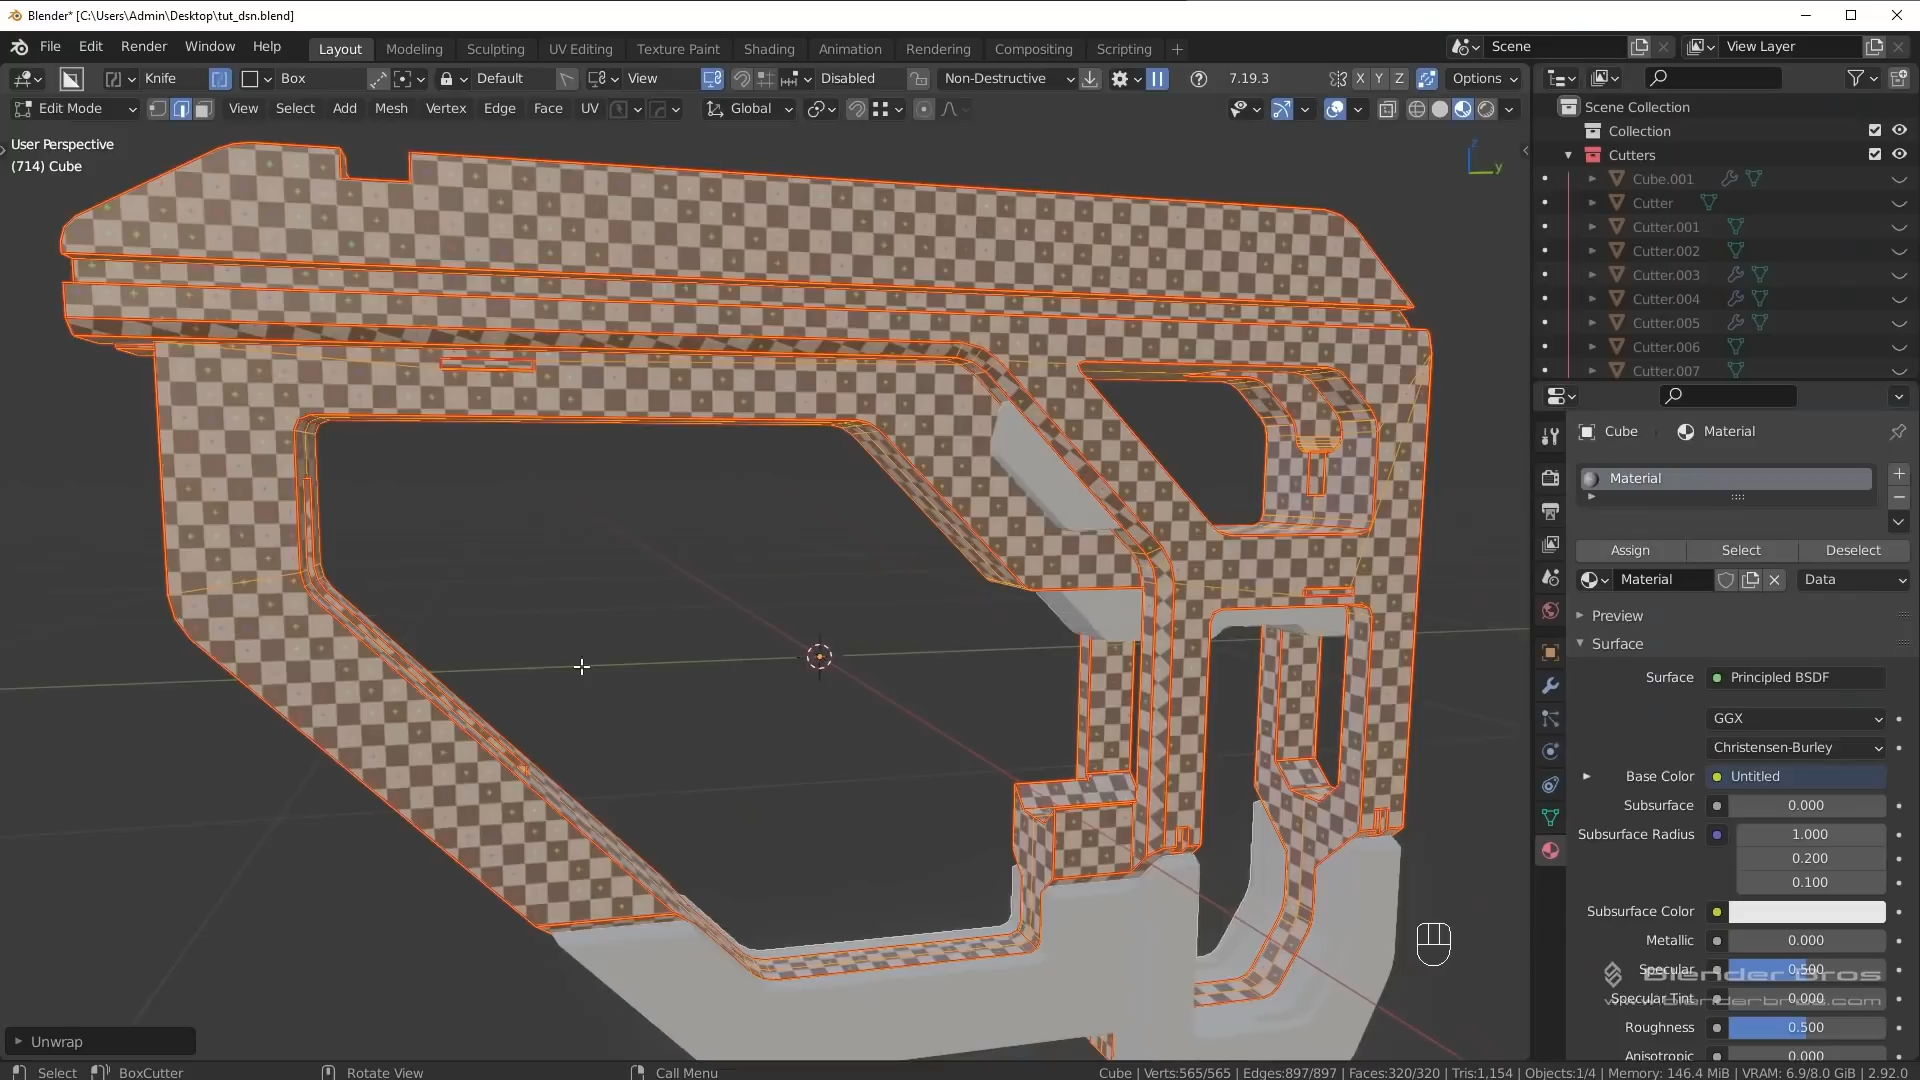 Blender* [C:\Users\Admin\Desktop\tut_dsn.blend]
File Edit Render Window Help Layout Modeling Sculpting UV Editing Texture Paint Shading Animation Rendering Compositing Scripting + Scene View Layer
Knife Box Default View Disabled Non-Destructive 7.19.3 X Y Z Options
Edit Mode View Select Add Mesh Vertex Edge Face UV Global
User Perspective
(714) Cube
z
y
Scene Collection
Collection
Cutters
Cube.001
Cutter
Cutter.001
Cutter.002
Cutter.003
Cutter.004
Cutter.005
Cutter.006
Cutter.007
Cube Material
Material
Assign Select Deselect
Material Data
Preview
Surface
Surface Principled BSDF
GGX
Christensen-Burley
Base Color Untitled
Subsurface 0.000
Subsurface Radius 1.000
0.200
0.100
Subsurface Color
Metallic 0.000
Specular 0.500
Blender Bros
Specular Tint 0.000
www.blenderbros.com
Roughness 0.500
Anisotropic 0.000
Unwrap
Select BoxCutter Rotate View Call Menu Cube | Verts:565/565 | Edges:897/897 | Faces:320/320 | Tris:1,154 | Objects:1/4 | Memory: 146.4 MiB | VRAM: 6.9/8.0 GiB | 2.92.0